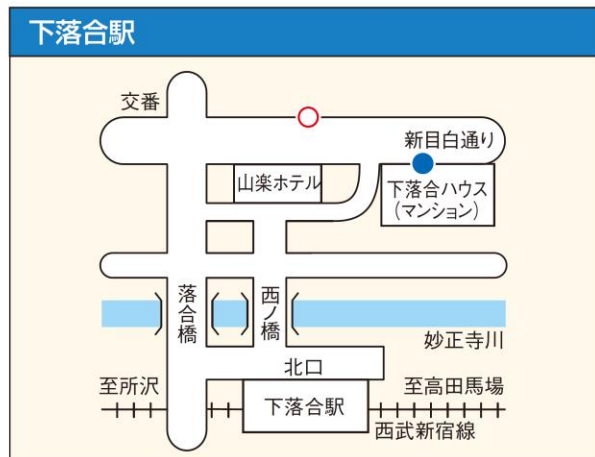 下落合駅
交番
新目白通り
山楽ホテル
下落合ハウス
(マンション)
落合橋
西ノ橋
妙正寺川
北口
至所沢
至高田馬場
下落合駅
西武新宿線